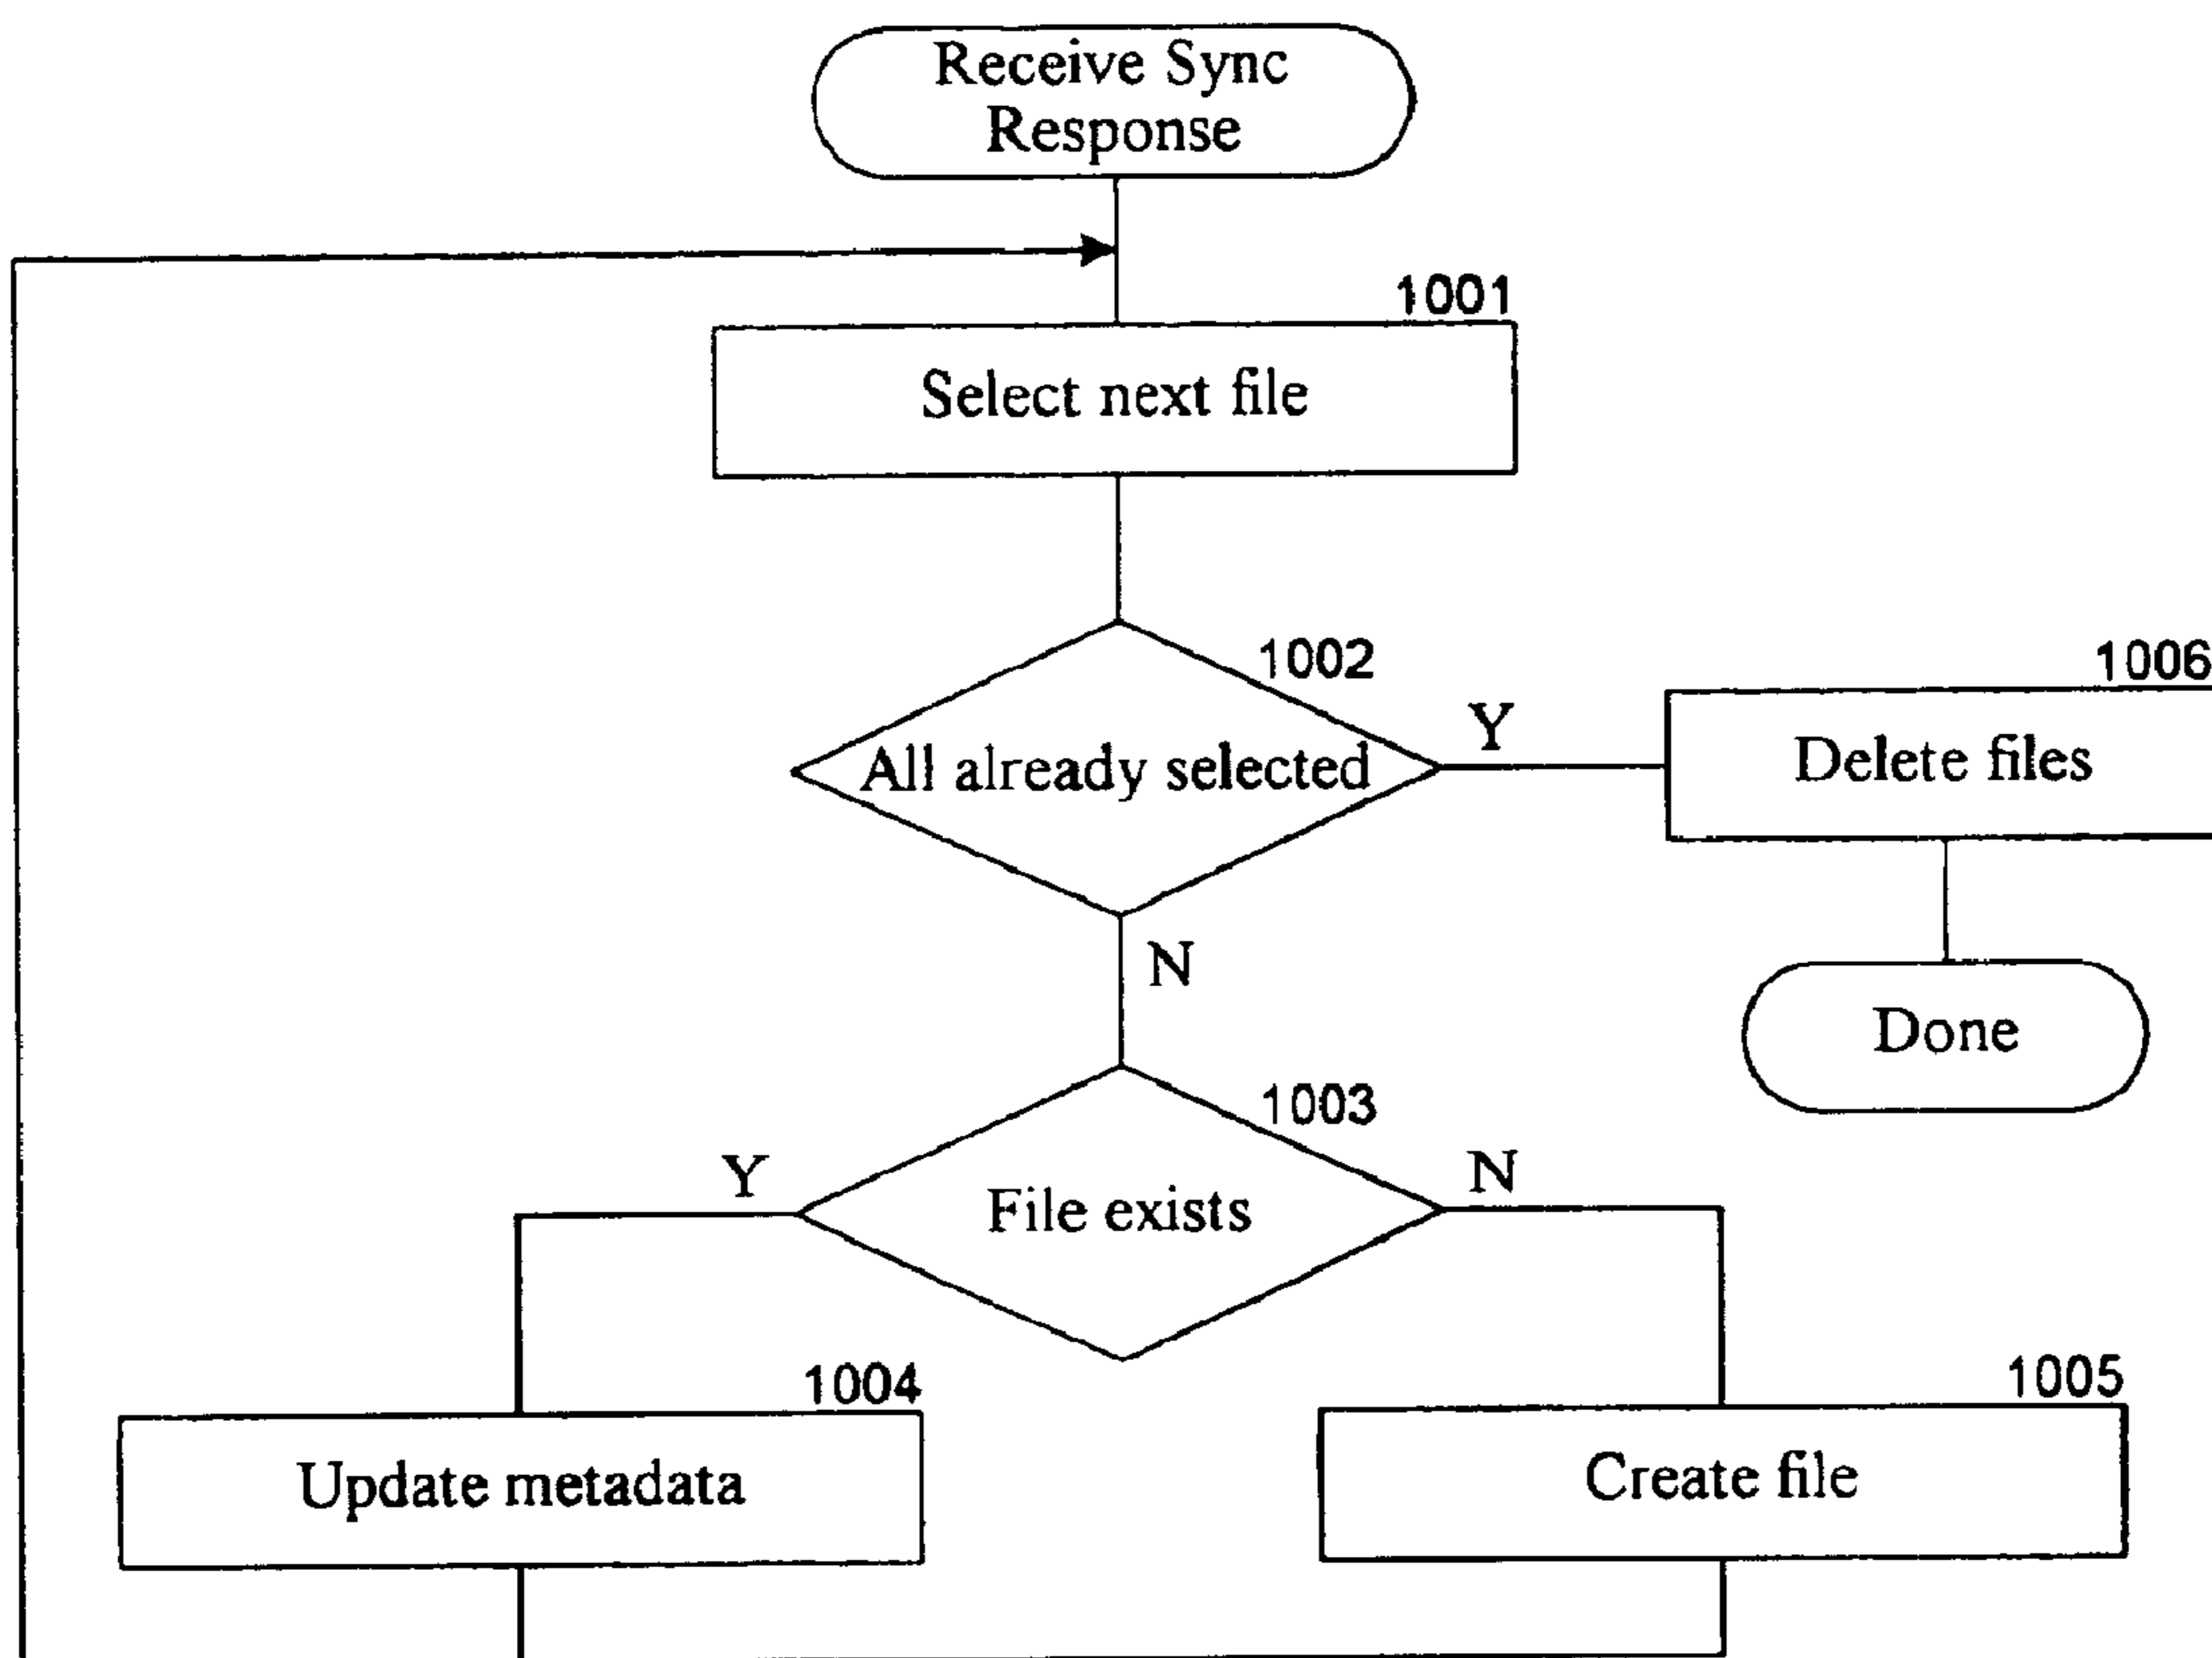 Receive Sync
Response
1001
Select next file
1002
All already selected
Y
1006
Delete files
N
Done
1003
File exists
Y
N
1004
Update metadata
1005
Create file